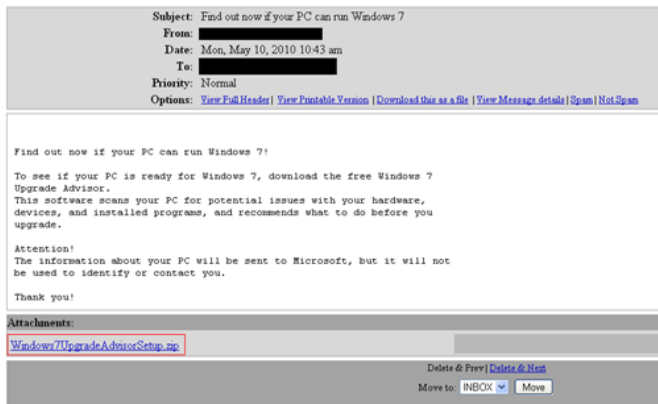 Subject: Find out now if your PC can run Windows 7
From:
Date: Mon, May 10, 2010 10:43 am
To:
Priority: Normal
Options: View Full Header | View Printable Version | Download this as a file | View Message details | Spam | Not Spam
Find out now if your PC can run Windows 7!
To see if your PC is ready for Windows 7, download the free Windows 7
Upgrade Advisor.
This software scans your PC for potential issues with your hardware,
devices, and installed programs, and recommends what to do before you
upgrade.
Attention!
The information about your PC will be sent to Microsoft, but it will not
be used to identify or contact you.
Thank you!
Attachments:
Windows7UpgradeAdvisorSetup.zip
Delete & Prev | Delete & Next
Move to: INBOX Move